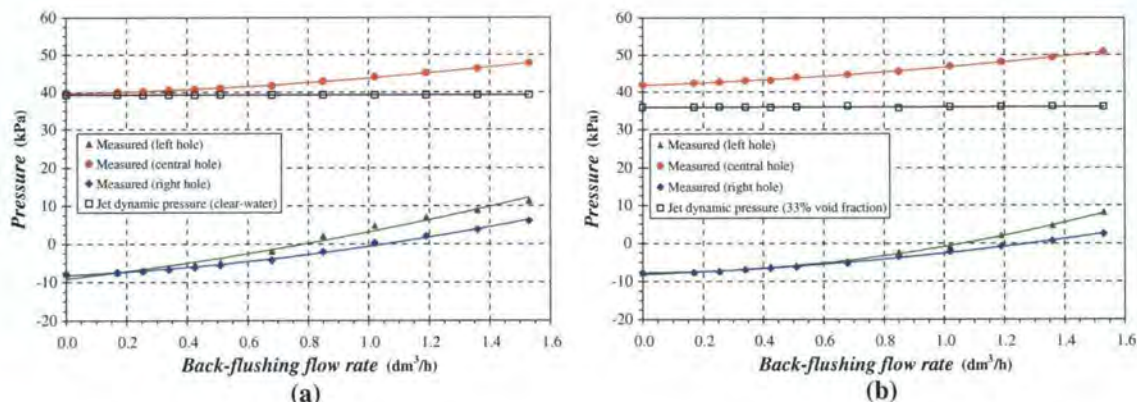 60
50
40
30
20
10
0
-10
-20
Pressure (kPa)
▲ Measured (left hole)
● Measured (central hole)
◆ Measured (right hole)
□ Jet dynamic pressure (clear-water)
0.0 0.2 0.4 0.6 0.8 1.0 1.2 1.4 1.6
Back-flushing flow rate (dm³/h)
(a)
60
50
40
30
20
10
0
-10
-20
Pressure (kPa)
▲ Measured (left hole)
● Measured (central hole)
◆ Measured (right hole)
□ Jet dynamic pressure (33% void fraction)
0.0 0.2 0.4 0.6 0.8 1.0 1.2 1.4 1.6
Back-flushing flow rate (dm³/h)
(b)